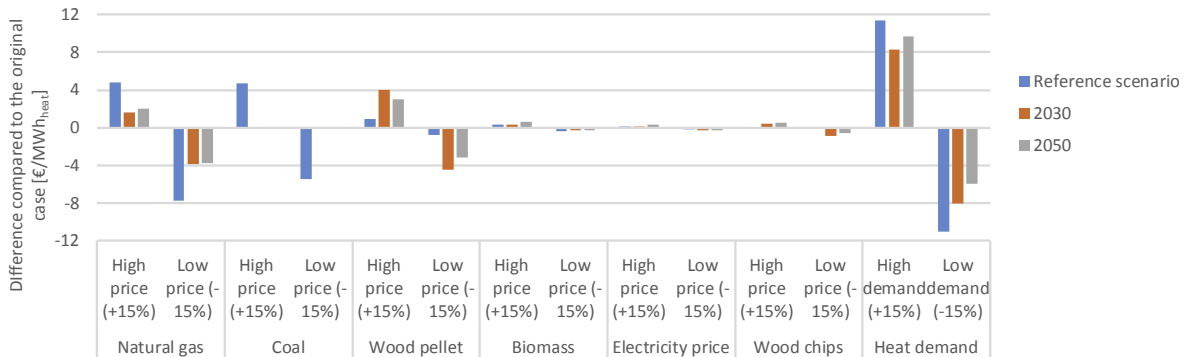 Difference compared to the original
case [€/MWhheat]
12
8
4
0
-4
-8
-12
High Low High Low High Low High Low High Low High Low High Low
price price (- price price (- price price (- price price (- price price (- price price (- demand demand
(+15%) 15%) (+15%) 15%) (+15%) 15%) (+15%) 15%) (+15%) 15%) (+15%) 15%) (+15%) (-15%)
Natural gas Coal Wood pellet Biomass Electricity price Wood chips Heat demand
Reference scenario
2030
2050